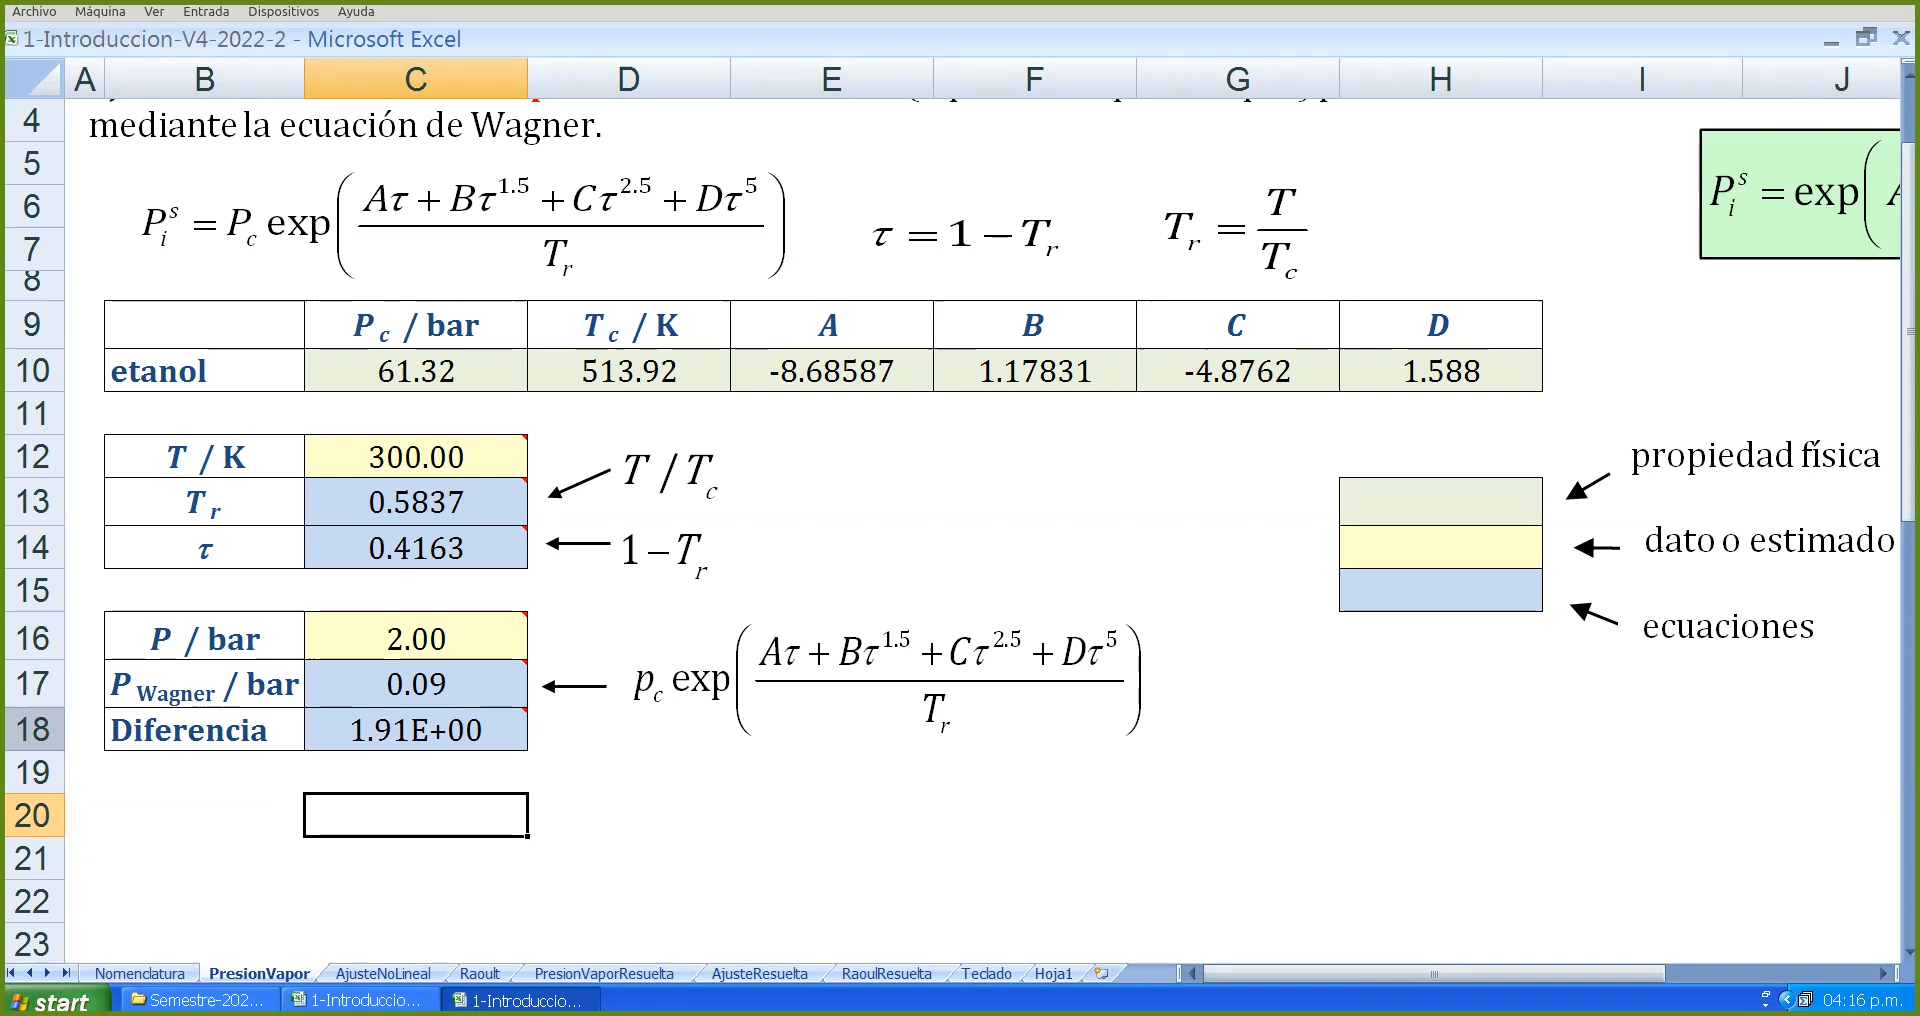 Archivo Máquina Ver Entrada Dispositivos Ayuda
1-Introduccion-V4-2022-2 - Microsoft Excel
A B C D E F G H I J
4 mediante la ecuación de Wagner.
5
6
7
8
P_i^s = P_c exp( (Aτ + Bτ^1.5 + Cτ^2.5 + Dτ^5) / T_r ) τ = 1 − T_r T_r = T / T_c P_i^s = exp(
9 P_c / bar T_c / K A B C D
10 etanol 61.32 513.92 -8.68587 1.17831 -4.8762 1.588
11
12 T / K 300.00 T / T_c propiedad física
13 T_r 0.5837
14 τ 0.4163 1 − T_r dato o estimado
15
16 P / bar 2.00 ecuaciones
17 P_Wagner / bar 0.09 p_c exp( (Aτ + Bτ^1.5 + Cτ^2.5 + Dτ^5) / T_r )
18 Diferencia 1.91E+00
19
20
21
22
23
Nomenclatura PresionVapor AjusteNoLineal Raoult PresionVaporResuelta AjusteResuelta RaoulResuelta Teclado Hoja1
start Semestre-202... 1-Introduccio... 1-Introduccio... 04:16 p.m.